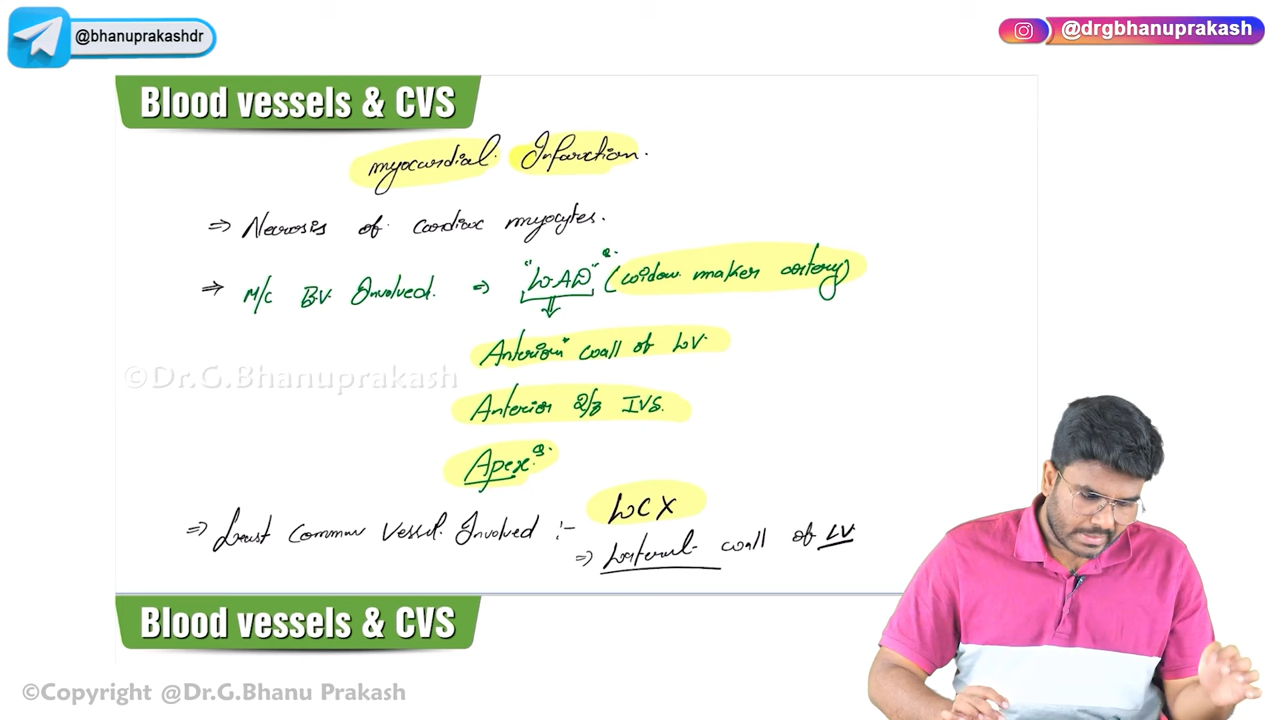 @bhanuprakashdr
@drgbhanuprakash
Blood vessels & CVS
myocardial Infarction.
⇒ Necrosis of cardiac myocytes.
⇒ M/C B.V. Involved. ⇒ "LAD" (widow maker artery)
Anterior wall of LV.
Anterior 2/3 IVS.
©Dr.G.Bhanuprakash
Apex
⇒ Least common vessel Involved :- LCX
⇒ Lateral wall of LV
Blood vessels & CVS
©Copyright @Dr.G.Bhanu Prakash